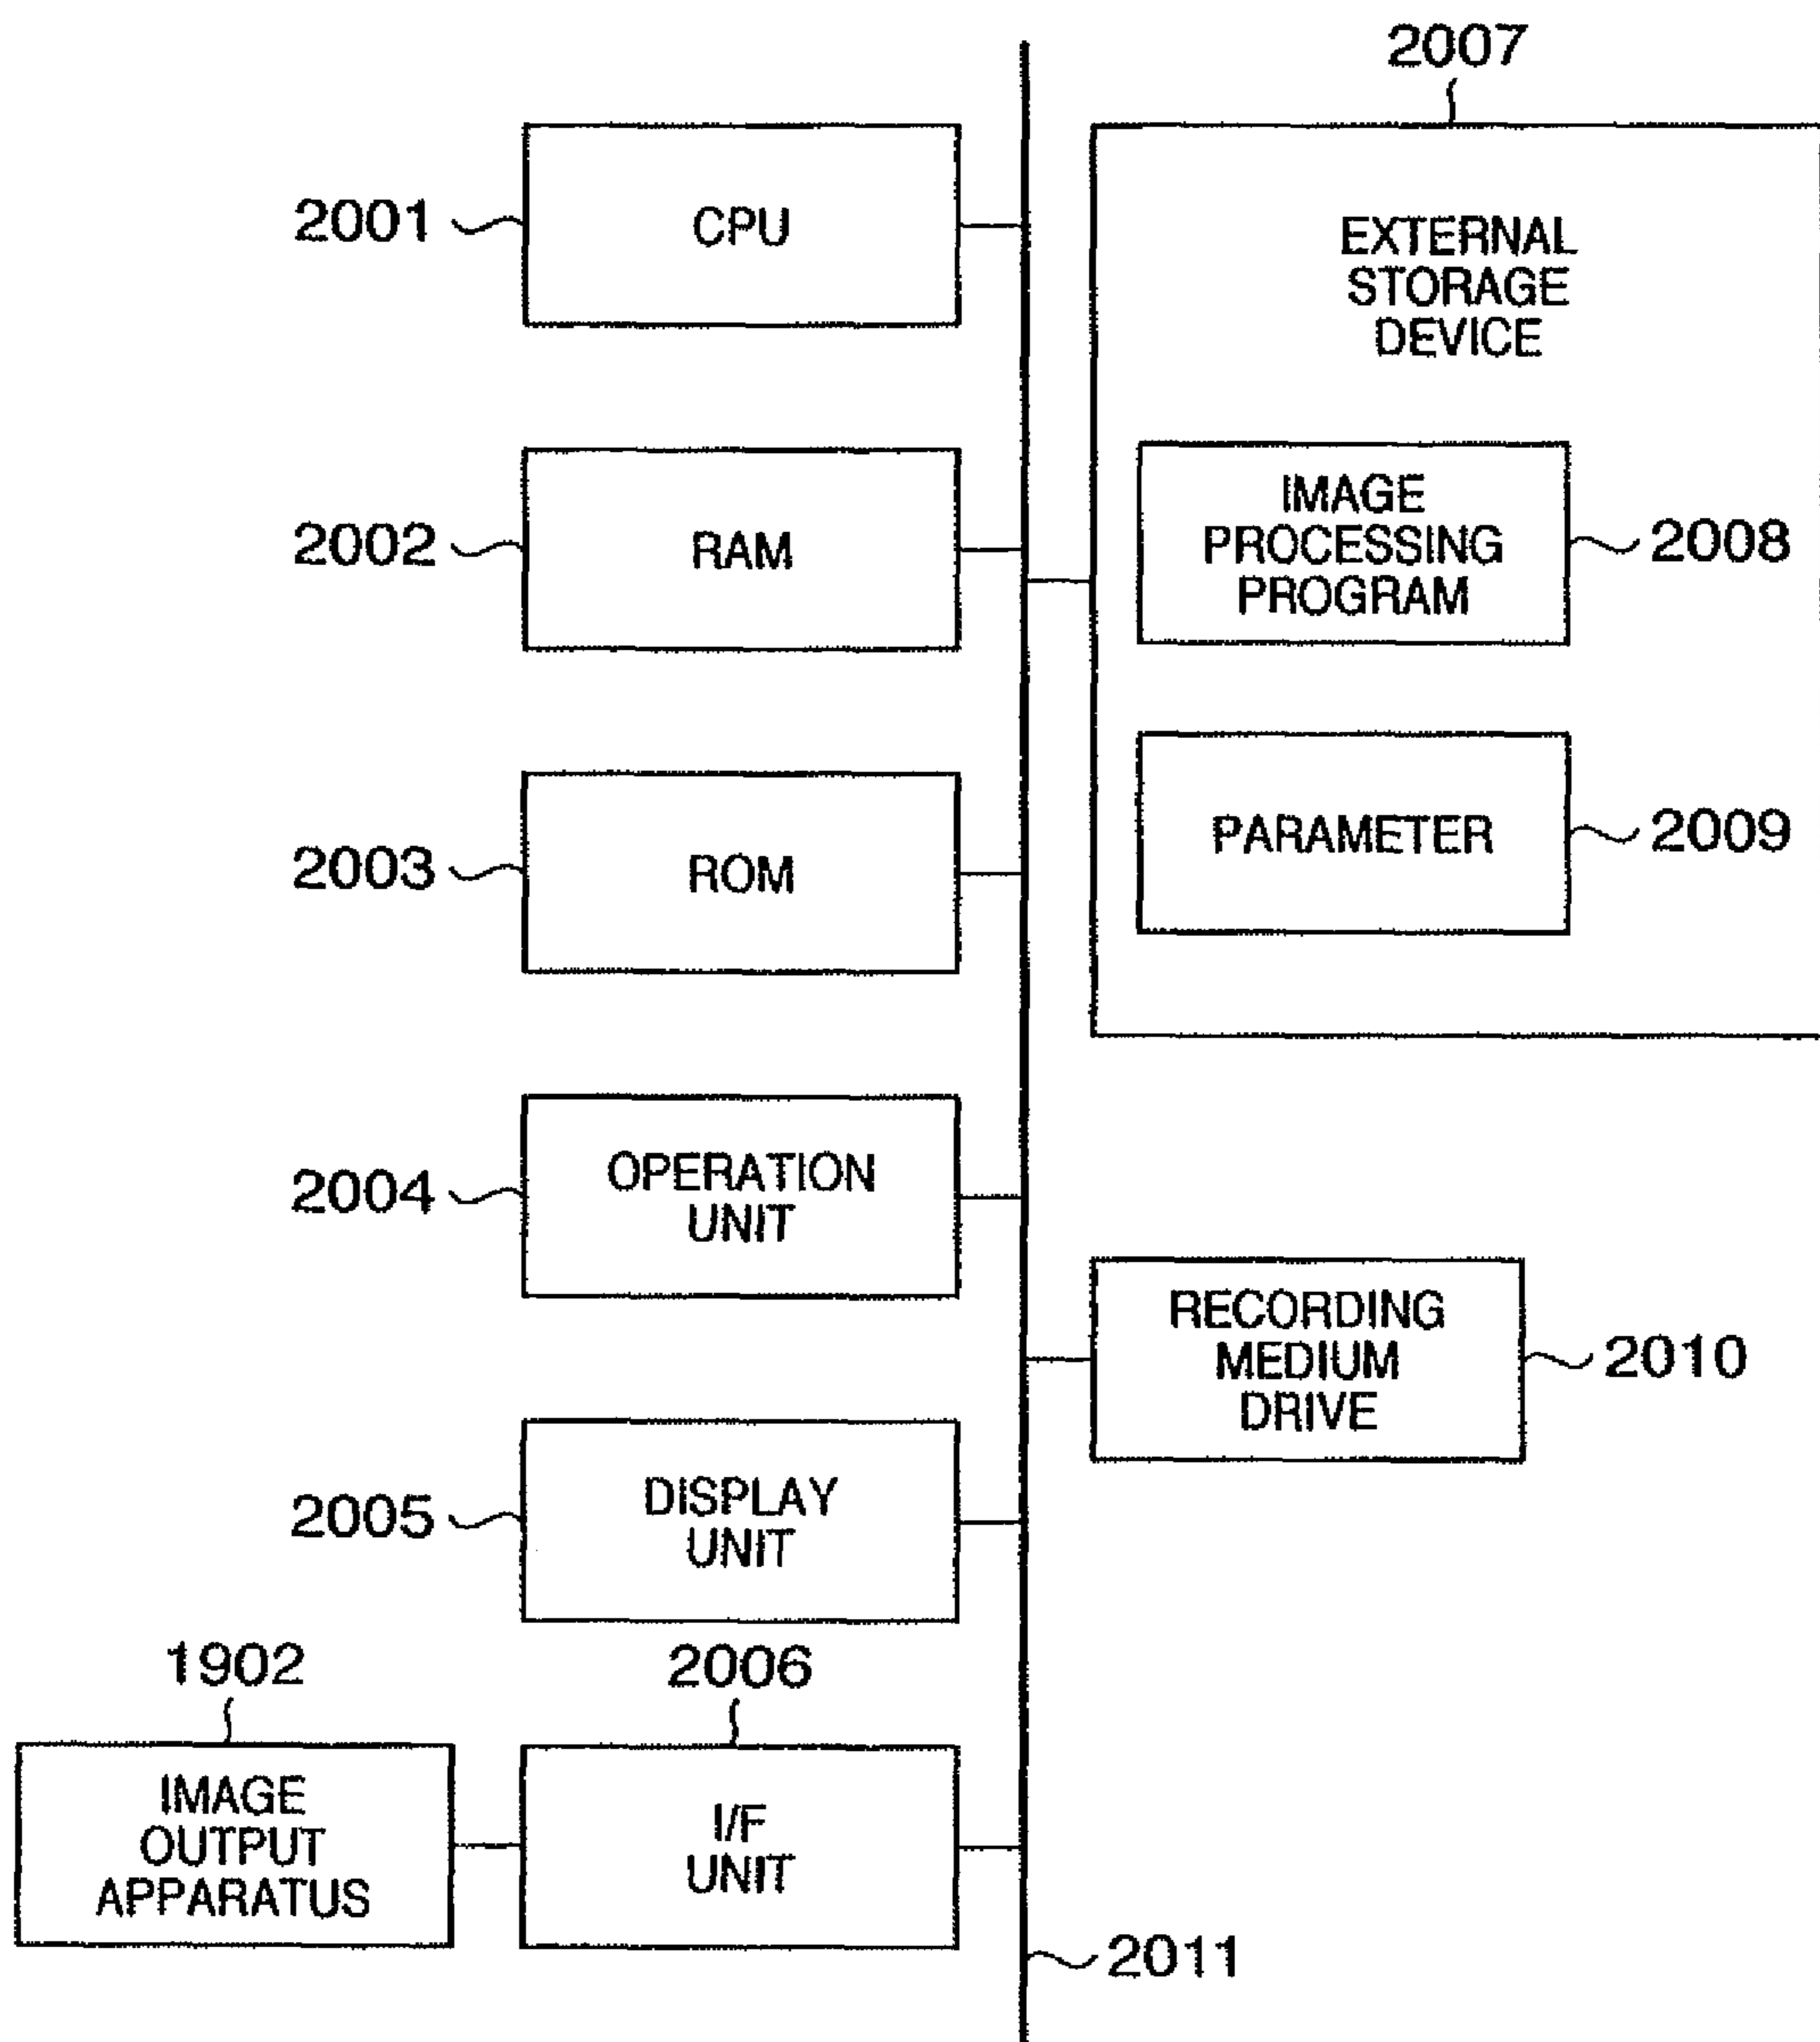 2007
2001
CPU
EXTERNAL
STORAGE
DEVICE
2002
RAM
IMAGE
PROCESSING
PROGRAM
2008
2003
ROM
PARAMETER
2009
2004
OPERATION
UNIT
RECORDING
MEDIUM
DRIVE
2010
2005
DISPLAY
UNIT
1902
2006
IMAGE
OUTPUT
APPARATUS
I/F
UNIT
2011